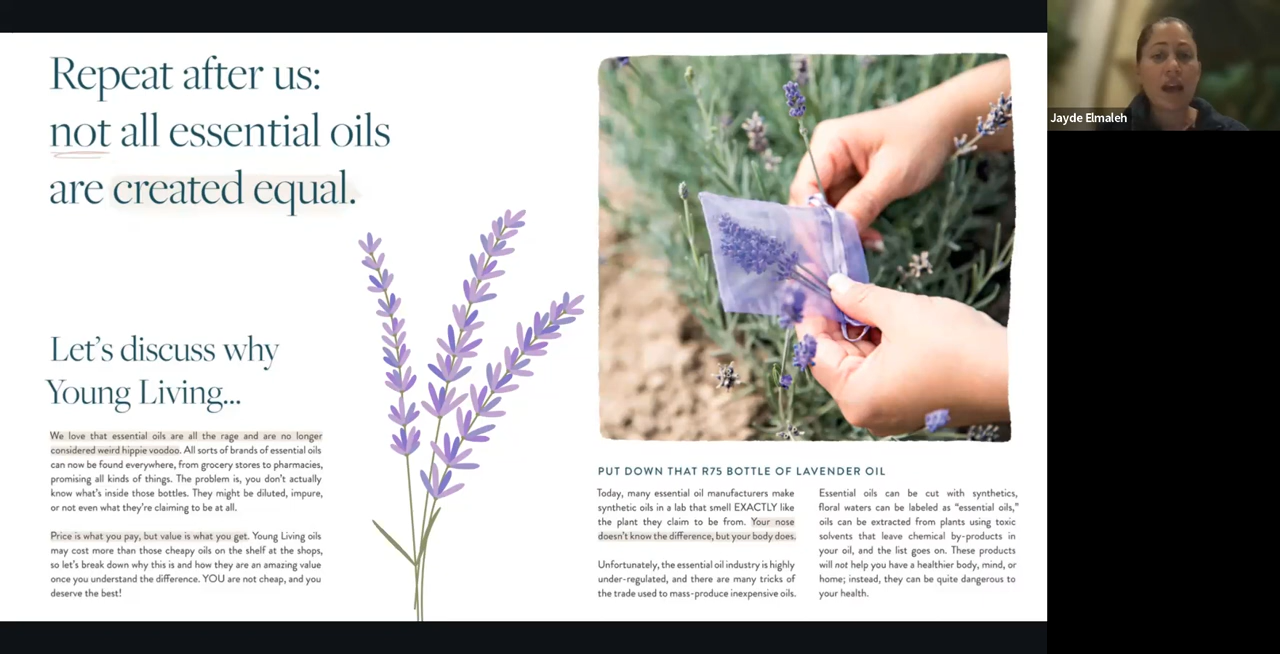 Repeat after us:
not all essential oils
are created equal.
Let's discuss why
Young Living...
We love that essential oils are all the rage and are no longer
considered weird hippie voodoo. All sorts of brands of essential oils
can now be found everywhere, from grocery stores to pharmacies,
promising all kinds of things. The problem is, you don't actually
know what's inside those bottles. They might be diluted, impure,
or not even what they're claiming to be at all.
Price is what you pay, but value is what you get. Young Living oils
may cost more than those cheapy oils on the shelf at the shops,
so let's break down why this is and how they are an amazing value
once you understand the difference. YOU are not cheap, and you
deserve the best!
PUT DOWN THAT R75 BOTTLE OF LAVENDER OIL
Today, many essential oil manufacturers make
synthetic oils in a lab that smell EXACTLY like
the plant they claim to be from. Your nose
doesn't know the difference, but your body does.
Unfortunately, the essential oil industry is highly
under-regulated, and there are many tricks of
the trade used to mass-produce inexpensive oils.
Essential oils can be cut with synthetics,
floral waters can be labeled as “essential oils,”
oils can be extracted from plants using toxic
solvents that leave chemical by-products in
your oil, and the list goes on. These products
will not help you have a healthier body, mind, or
home; instead, they can be quite dangerous to
your health.
Jayde Elmaleh